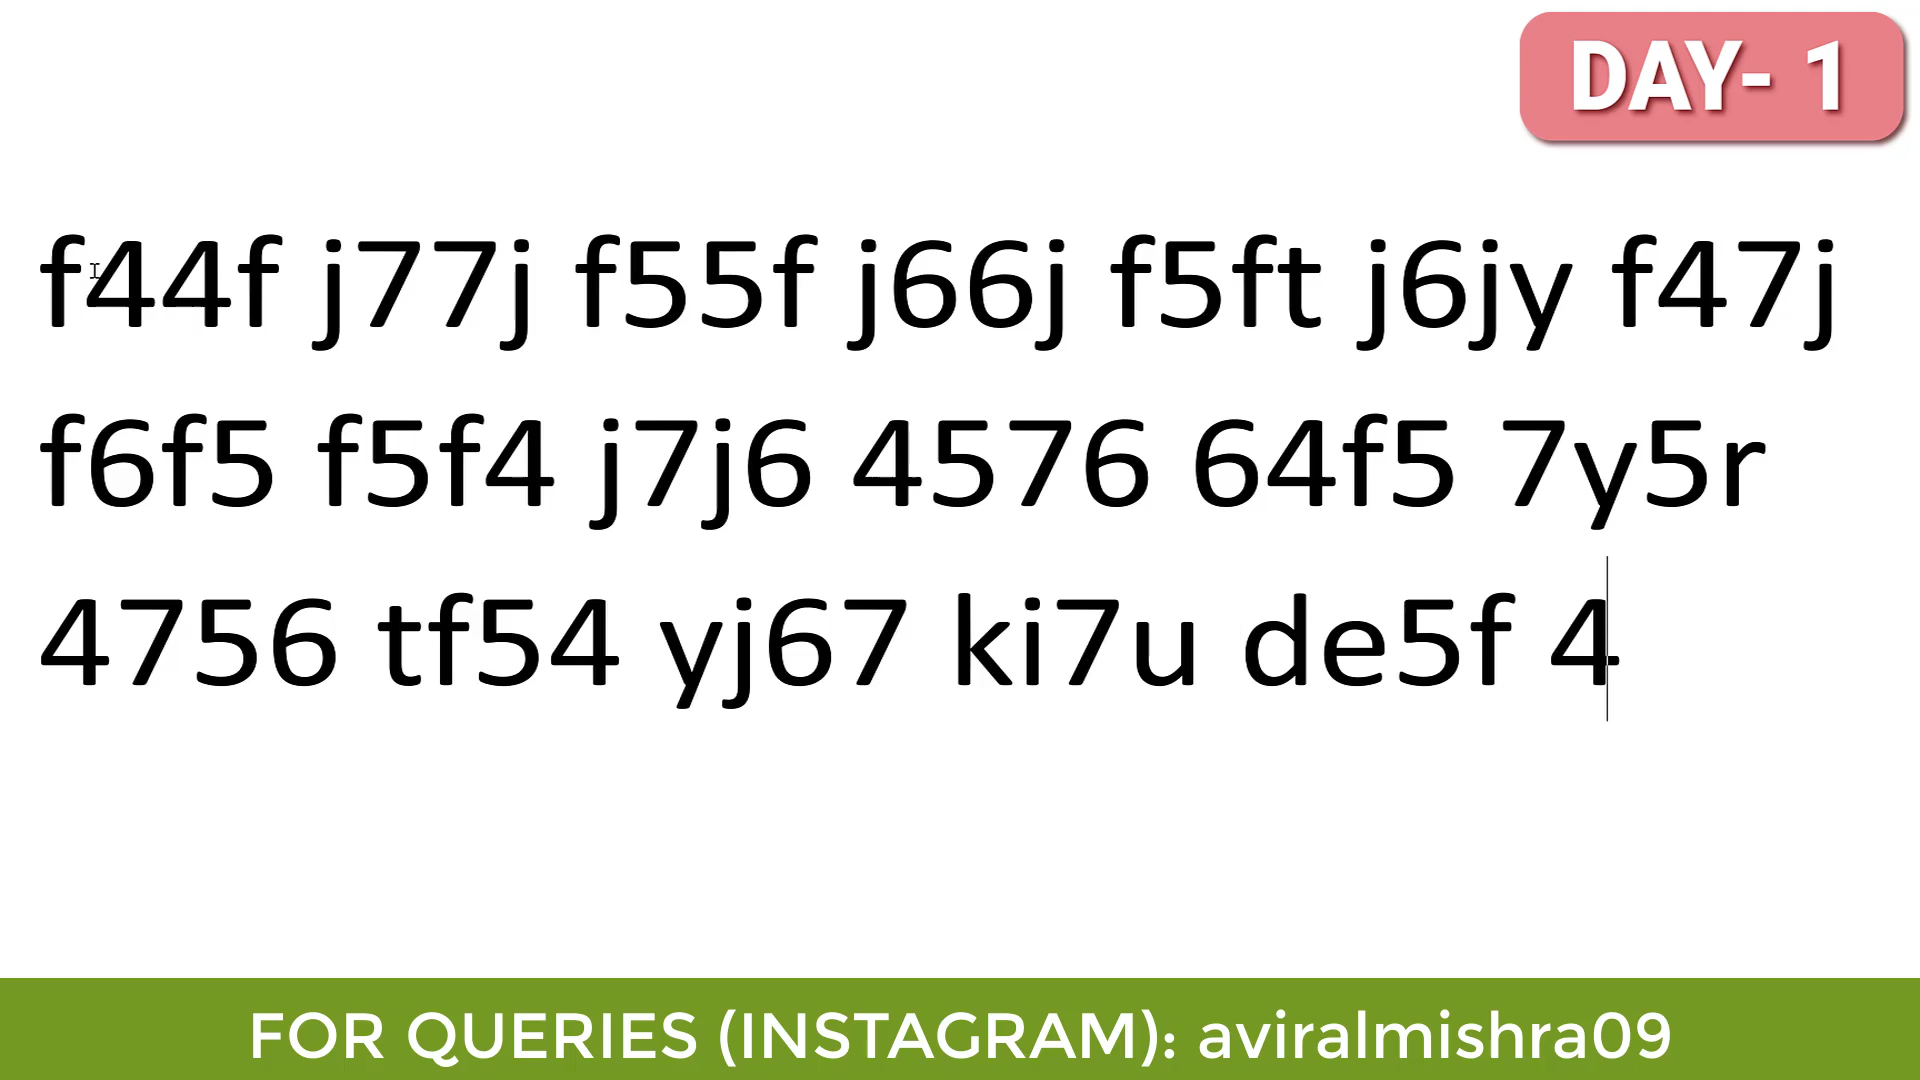 DAY- 1
f44f j77j f55f j66j f5ft j6jy f47j
f6f5 f5f4 j7j6 4576 64f5 7y5r
4756 tf54 yj67 ki7u de5f 4
FOR QUERIES (INSTAGRAM): aviralmishra09